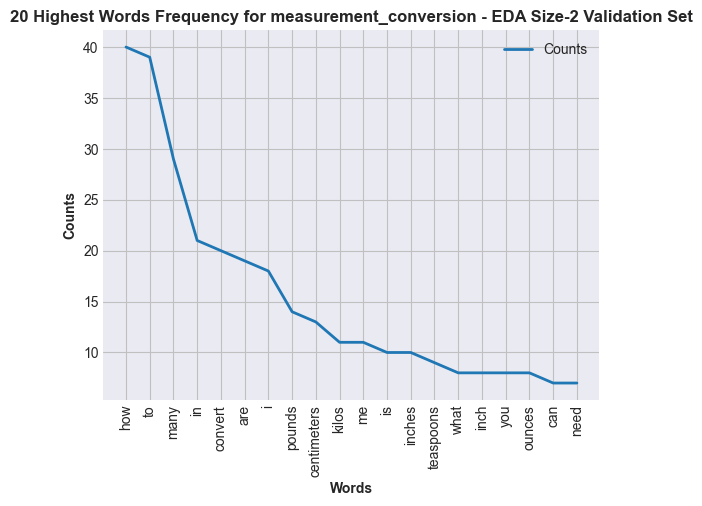 20 Highest Words Frequency for measurement_conversion - EDA Size-2 Validation Set
Counts
40
35
30
25
20
15
10
Counts
how
to
many
in
convert
are
i
pounds
centimeters
kilos
me
is
inches
teaspoons
what
inch
you
ounces
can
need
Words